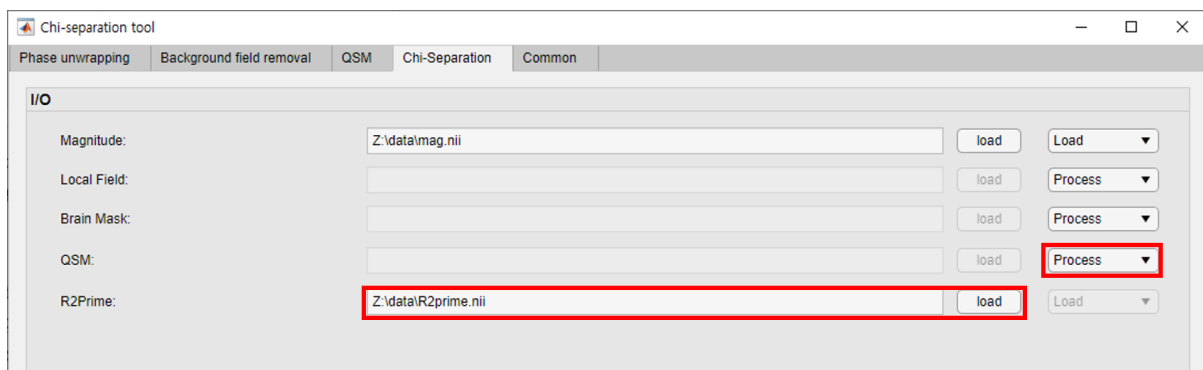 Chi-separation tool
Phase unwrapping Background field removal QSM Chi-Separation Common
I/O
Magnitude: Z:\data\mag.nii load Load
Local Field: load Process
Brain Mask: load Process
QSM: load Process
R2Prime: Z:\data\R2prime.nii load Load